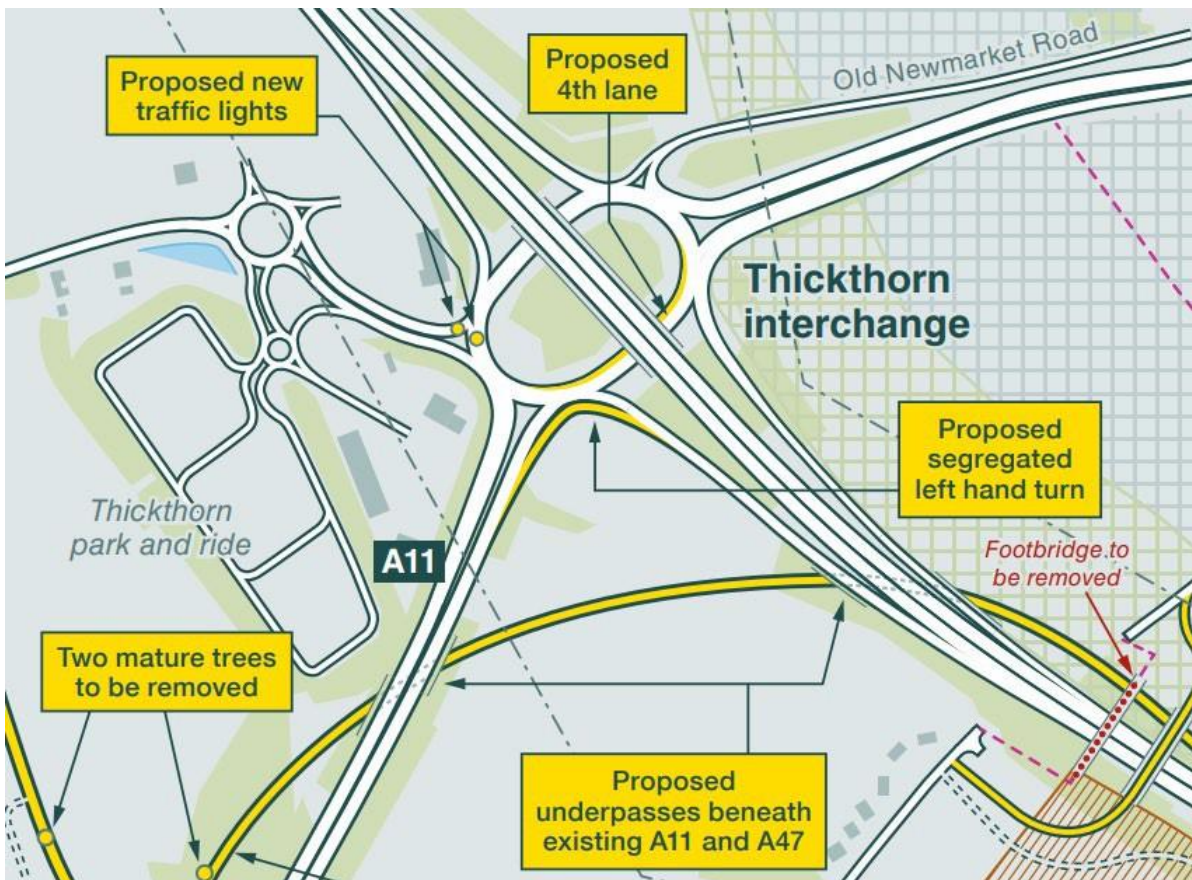 Proposed new
traffic lights
Proposed
4th lane
Old Newmarket Road
Thickthorn
interchange
Proposed
segregated
left hand turn
Thickthorn
park and ride
A11
Footbridge to
be removed
Two mature trees
to be removed
Proposed
underpasses beneath
existing A11 and A47